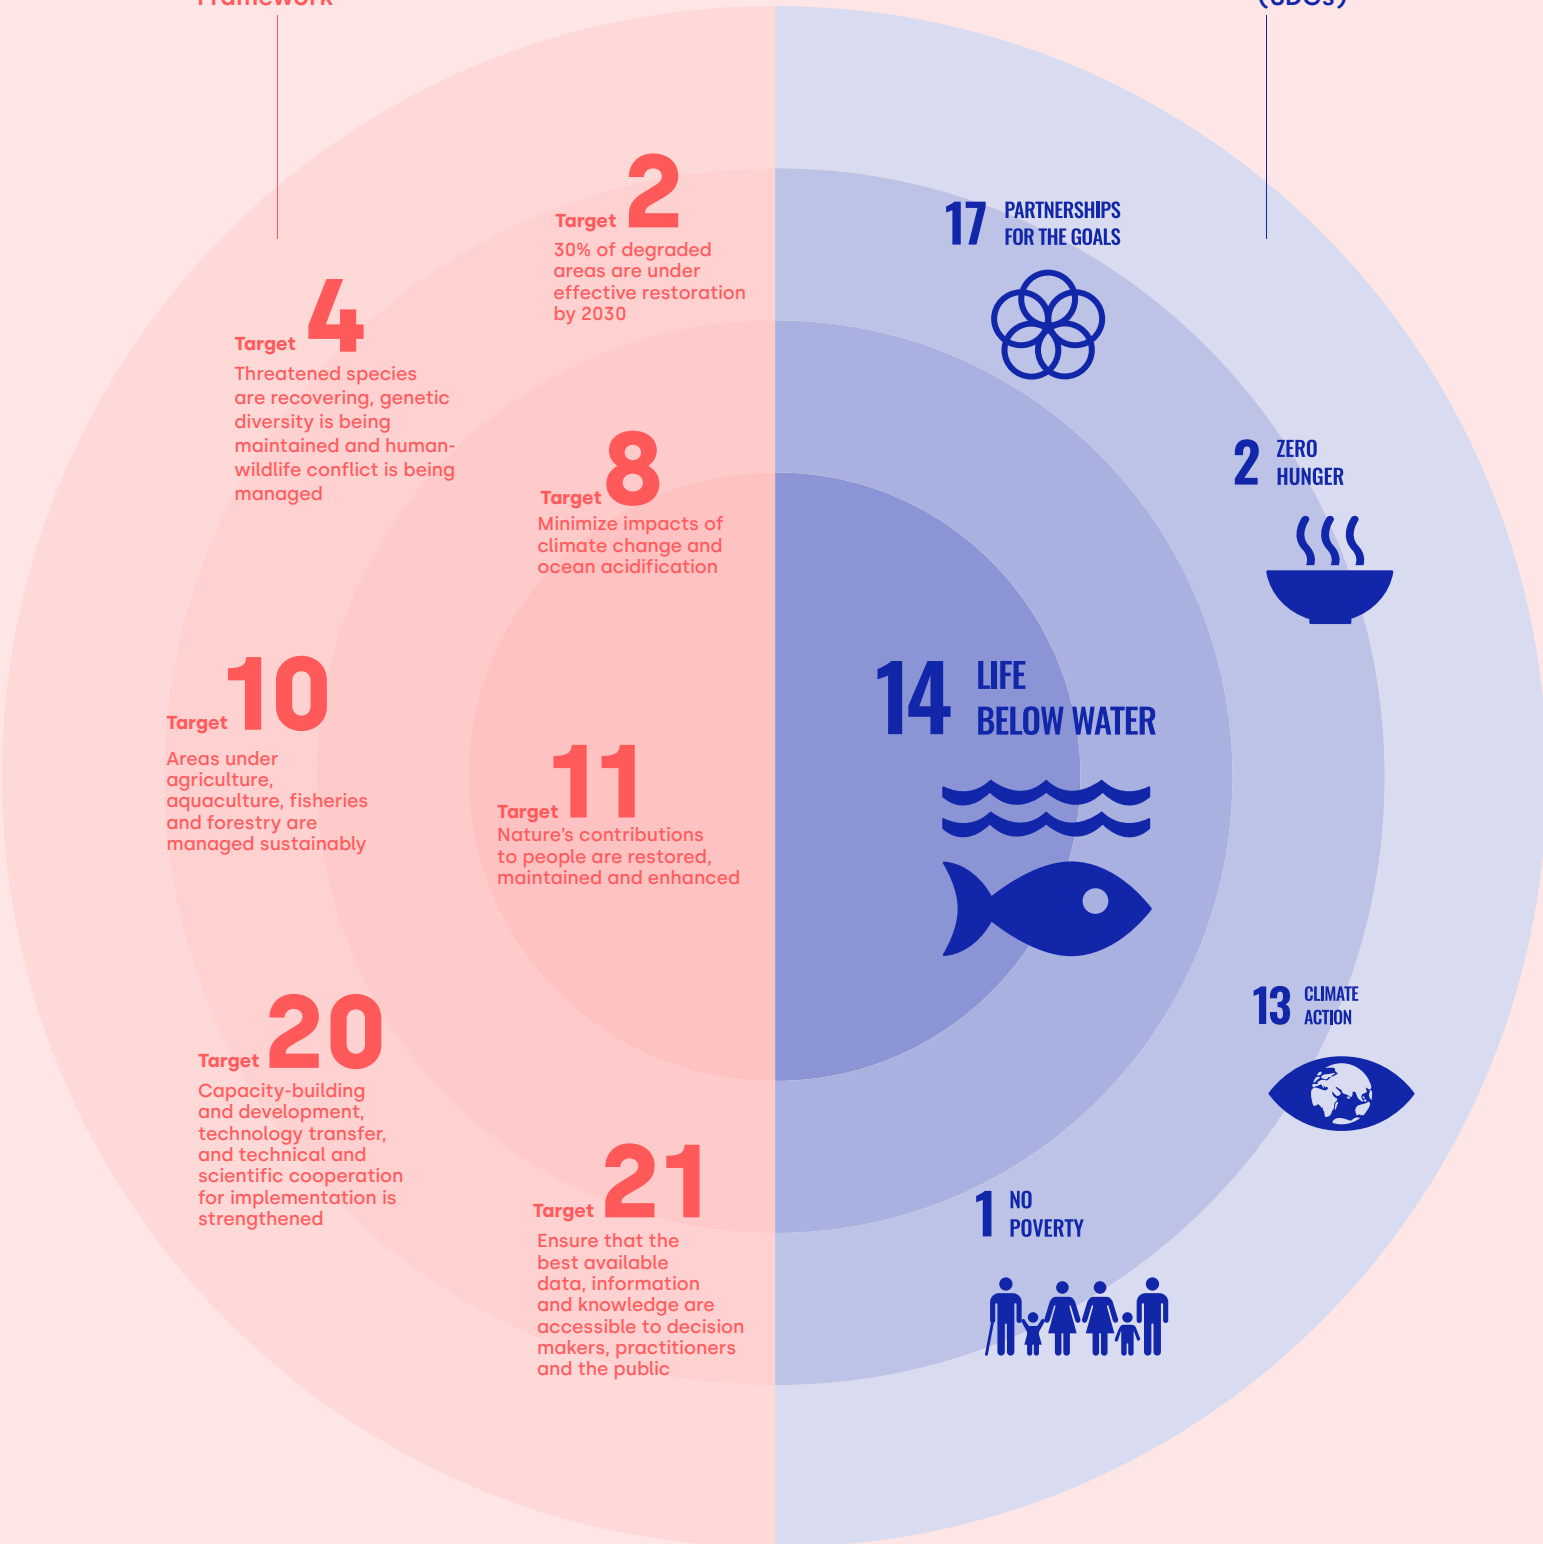 Framework
(SDGs)
Target 2
30% of degraded
areas are under
effective restoration
by 2030
Target 4
Threatened species
are recovering, genetic
diversity is being
maintained and human-
wildlife conflict is being
managed
Target 8
Minimize impacts of
climate change and
ocean acidification
Target 10
Areas under
agriculture,
aquaculture, fisheries
and forestry are
managed sustainably
Target 11
Nature's contributions
to people are restored,
maintained and enhanced
Target 20
Capacity-building
and development,
technology transfer,
and technical and
scientific cooperation
for implementation is
strengthened
Target 21
Ensure that the
best available
data, information
and knowledge are
accessible to decision
makers, practitioners
and the public
17 PARTNERSHIPS
FOR THE GOALS
2 ZERO
HUNGER
14 LIFE
BELOW WATER
13 CLIMATE
ACTION
1 NO
POVERTY